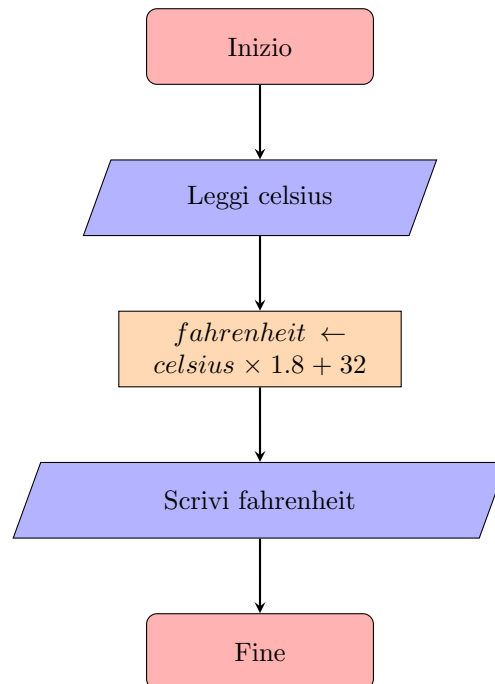 Inizio
Leggi celsius
fahrenheit ←
celsius × 1.8 + 32
Scrivi fahrenheit
Fine